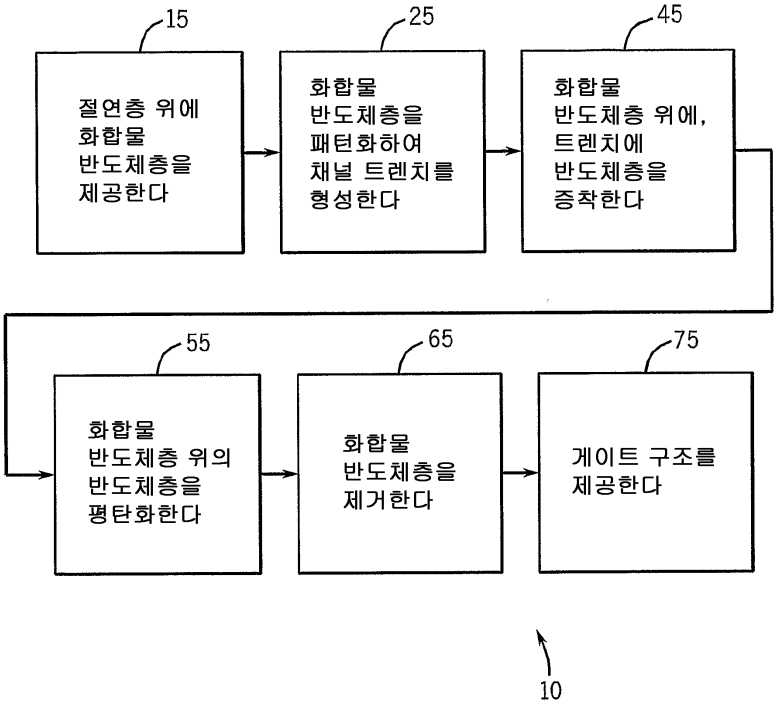 15
절연층 위에
화합물
반도체층을
제공한다
25
화합물
반도체층을
패턴화하여
채널 트렌치를
형성한다
45
화합물
반도체층 위에,
트렌치에
반도체층을
증착한다
55
화합물
반도체층 위의
반도체층을
평탄화한다
65
화합물
반도체층을
제거한다
75
게이트 구조를
제공한다
10